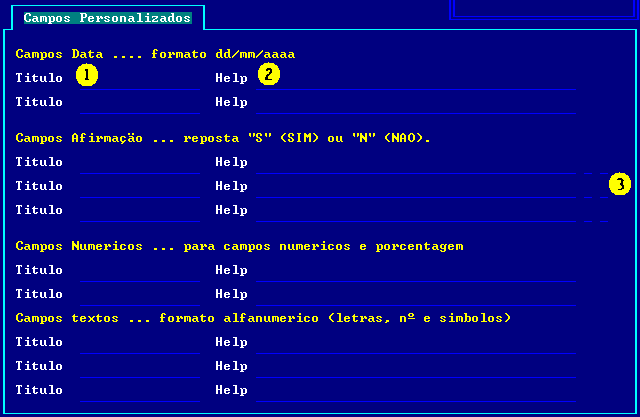 Campos Personalizados
Campos Data .... formato dd/mm/aaaa
Titulo 1 Help 2
Titulo Help
Campos Afirmação ... reposta "S" (SIM) ou "N" (NAO).
Titulo Help
Titulo Help 3
Titulo Help
Campos Numericos ... para campos numericos e porcentagem
Titulo Help
Titulo Help
Campos textos ... formato alfanumerico (letras, nº e simbolos)
Titulo Help
Titulo Help
Titulo Help